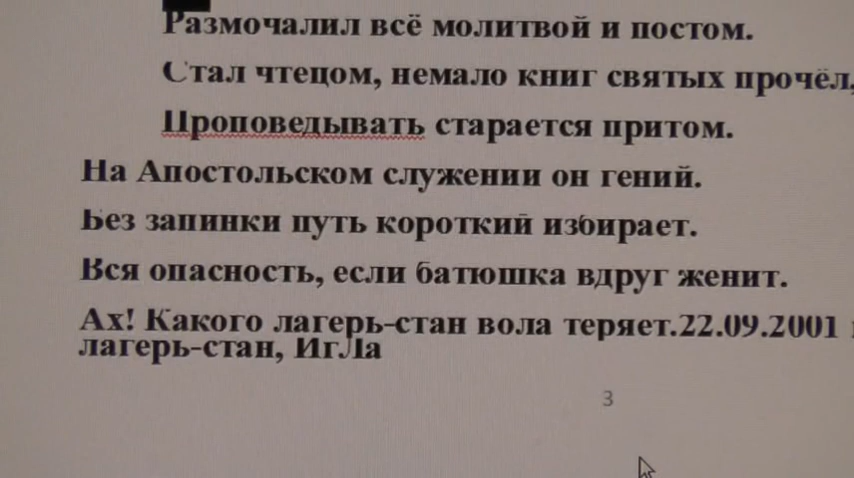 Размочалил всё молитвой и постом.
Стал чтецом, немало книг святых прочёл,
Проповедывать старается притом.
На Апостольском служении он гений.
Без запинки путь короткий избирает.
Вся опасность, если батюшка вдруг женит.
Ах! Какого лагерь-стан вола теряет.22.09.2001
лагерь-стан, ИгЛа
3